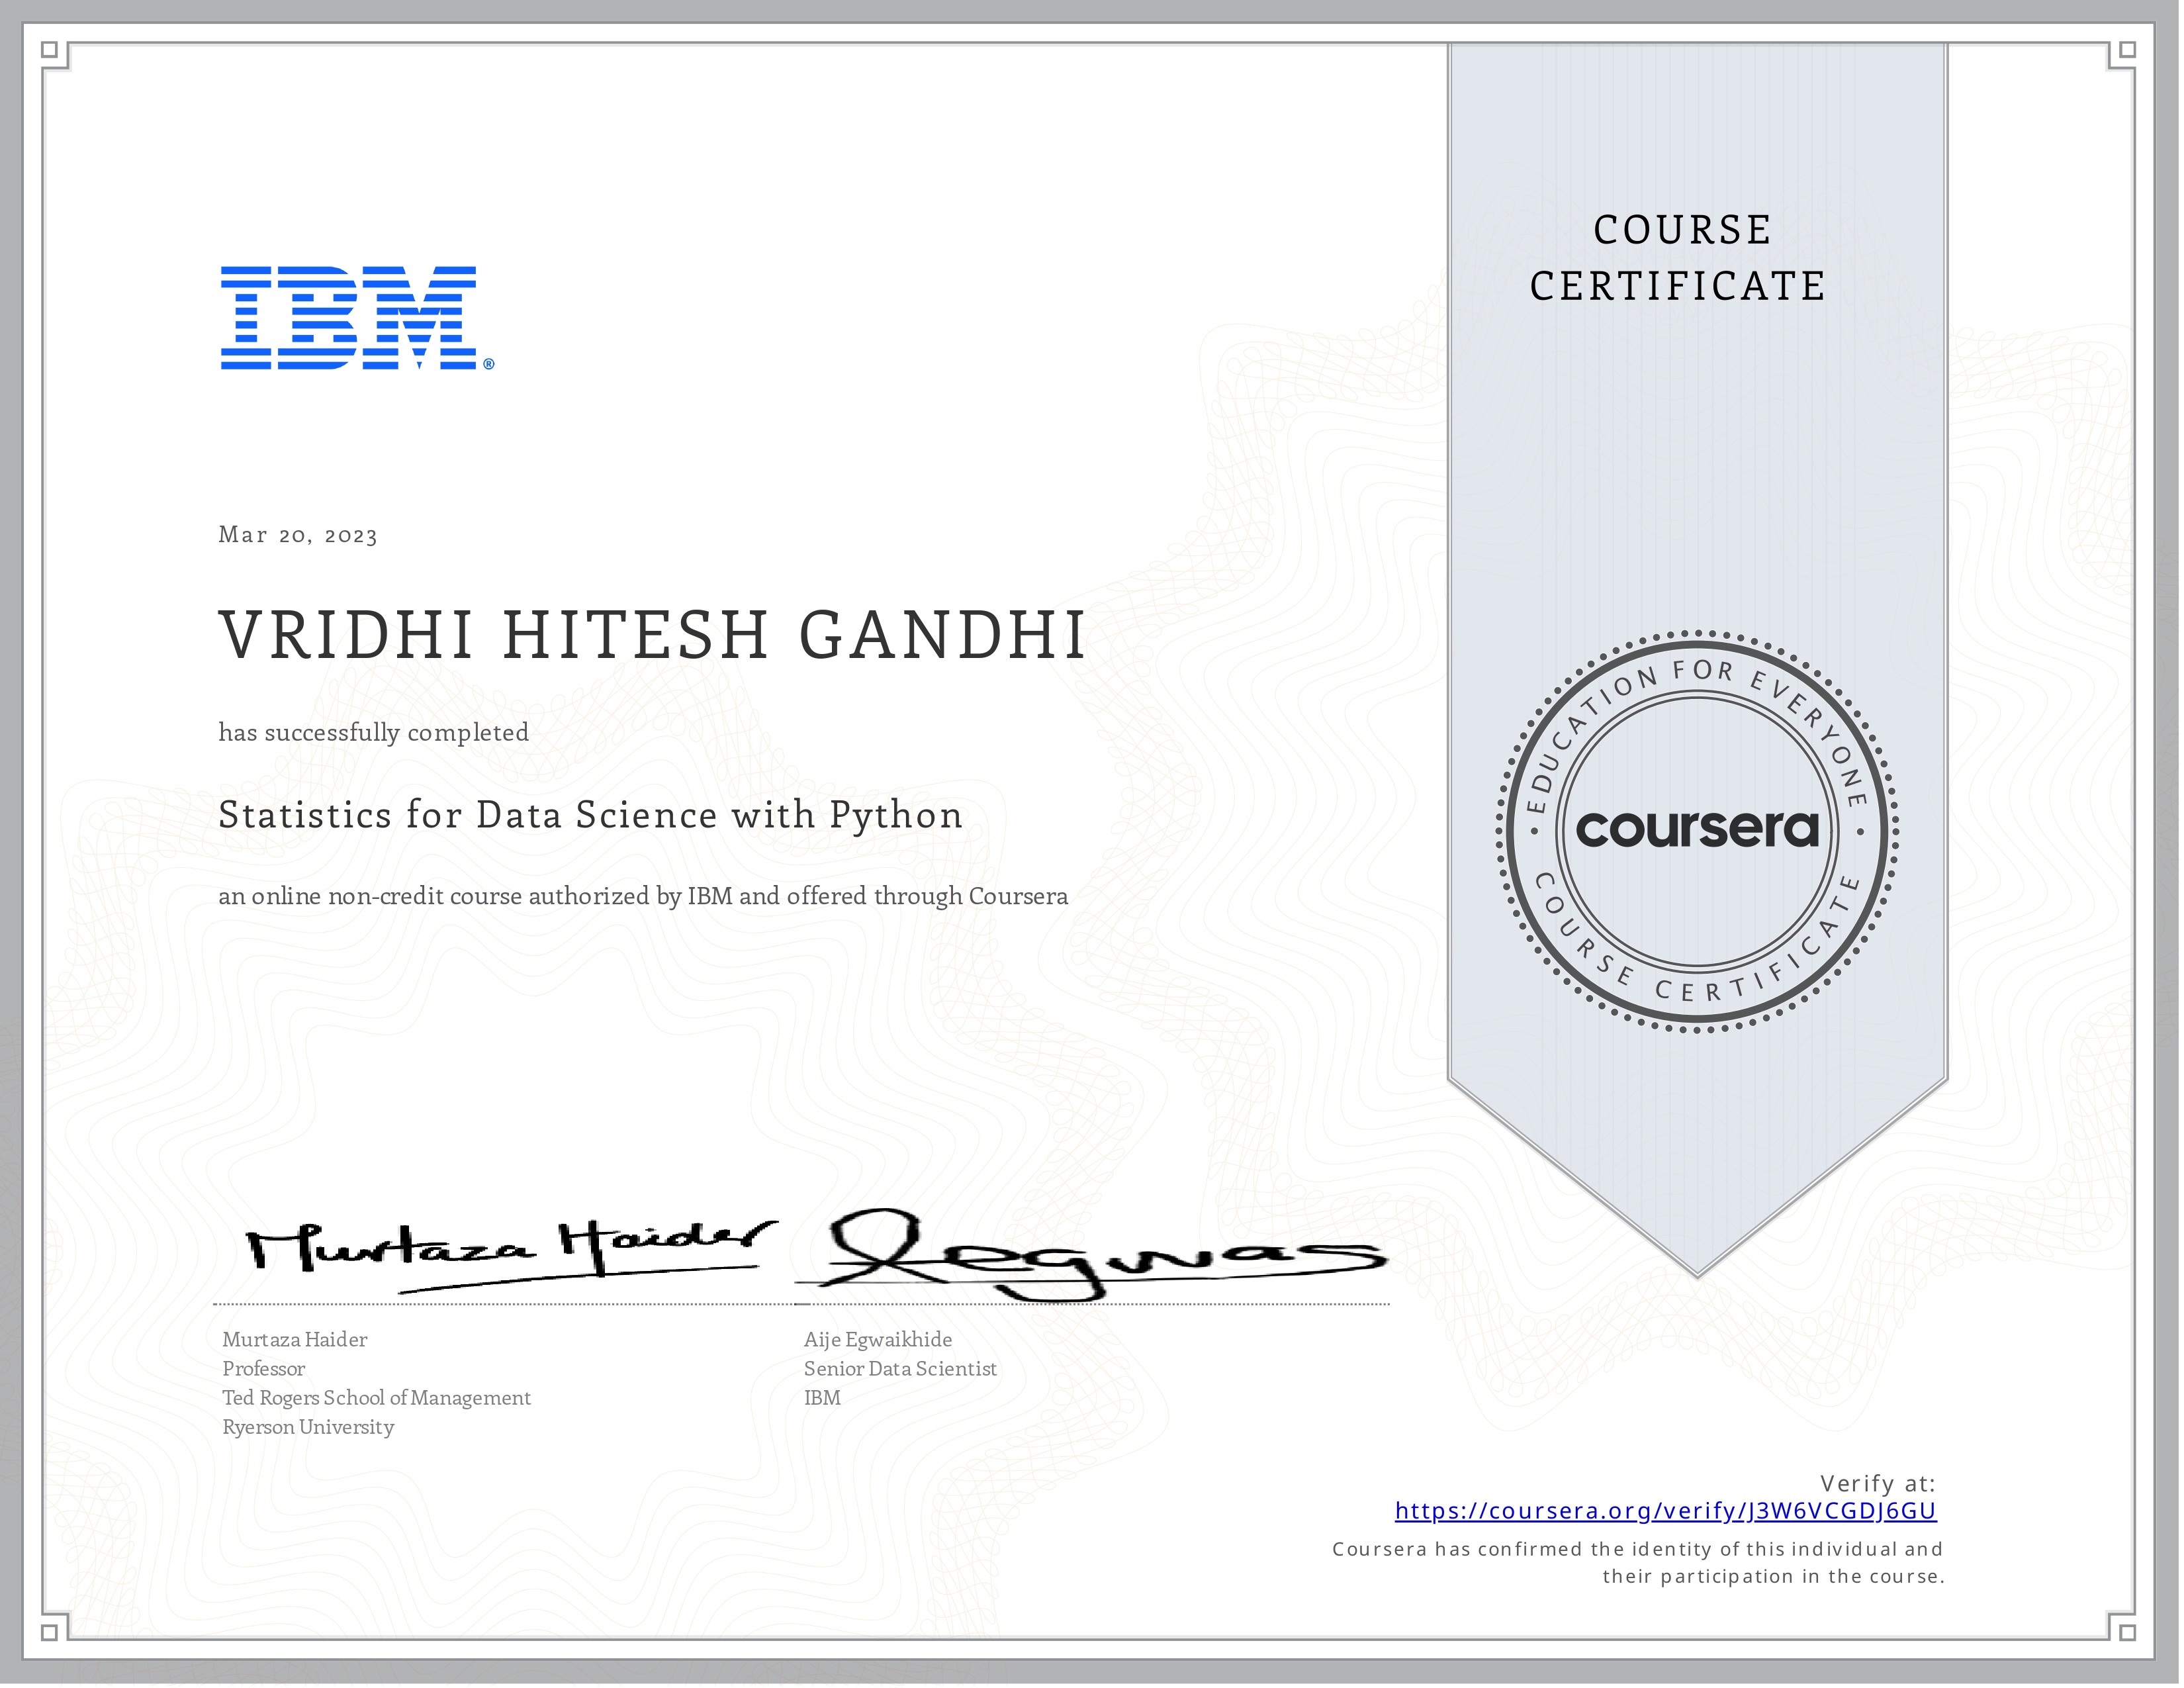 IBM®
COURSE
CERTIFICATE
Mar 20, 2023
VRIDHI HITESH GANDHI
has successfully completed
Statistics for Data Science with Python
an online non-credit course authorized by IBM and offered through Coursera
EDUCATION FOR EVERYONE
coursera
COURSE CERTIFICATE
Murtaza Haider
Murtaza Haider
Professor
Ted Rogers School of Management
Ryerson University
Aije Egwaikhide
Senior Data Scientist
IBM
Verify at:
https://coursera.org/verify/J3W6VCGDJ6GU
Coursera has confirmed the identity of this individual and
their participation in the course.